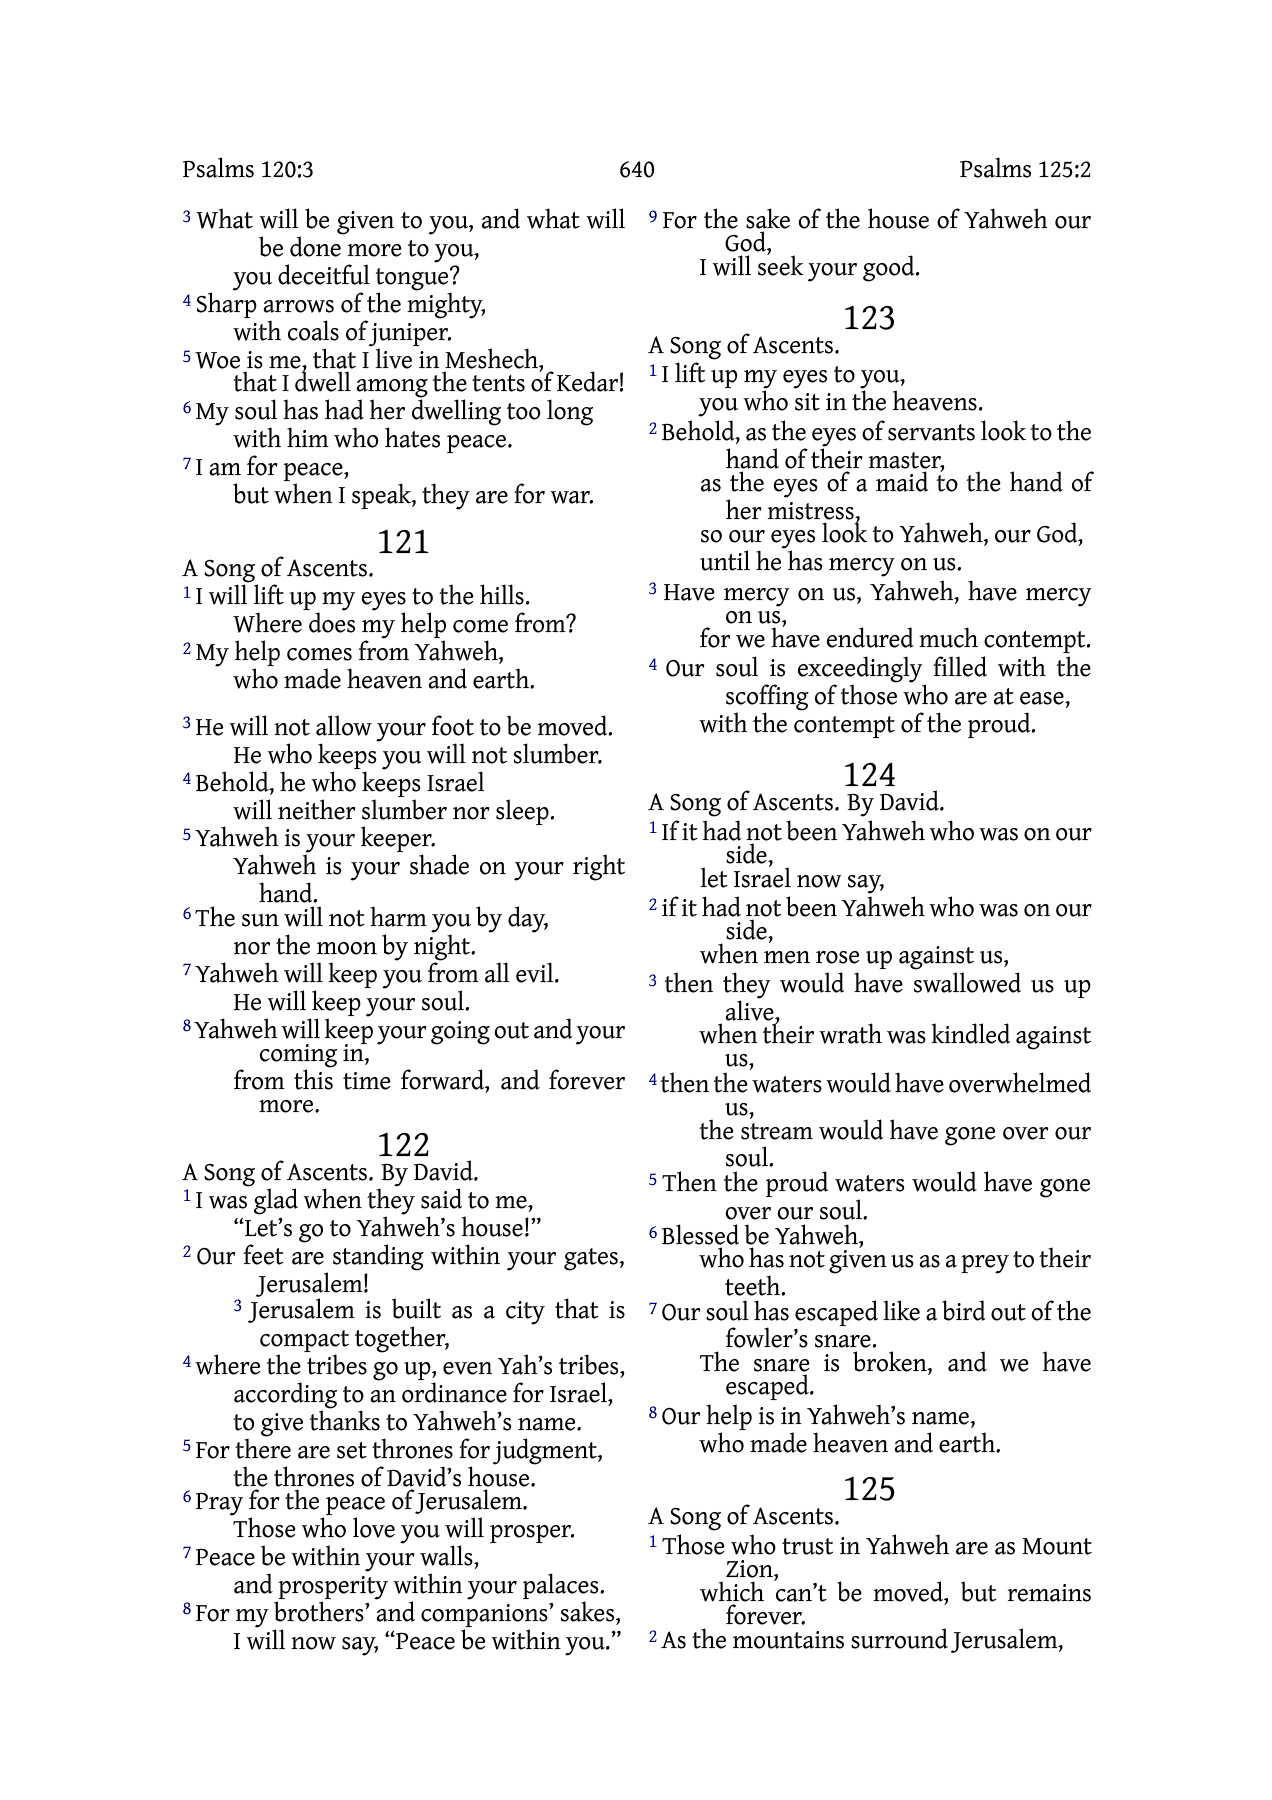 Psalms 120:3
640
Psalms 125:2
3 What will be given to you, and what will
be done more to you,
you deceitful tongue?
4 Sharp arrows of the mighty,
with coals of juniper.
5 Woe is me, that I live in Meshech,
that I dwell among the tents of Kedar!
6 My soul has had her dwelling too long
with him who hates peace.
7 I am for peace,
but when I speak, they are for war.
121
A Song of Ascents.
1 I will lift up my eyes to the hills.
Where does my help come from?
2 My help comes from Yahweh,
who made heaven and earth.
3 He will not allow your foot to be moved.
He who keeps you will not slumber.
4 Behold, he who keeps Israel
will neither slumber nor sleep.
5 Yahweh is your keeper.
Yahweh is your shade on your right
hand.
6 The sun will not harm you by day,
nor the moon by night.
7 Yahweh will keep you from all evil.
He will keep your soul.
8 Yahweh will keep your going out and your
coming in,
from this time forward, and forever
more.
122
A Song of Ascents. By David.
1 I was glad when they said to me,
“Let’s go to Yahweh’s house!”
2 Our feet are standing within your gates,
Jerusalem!
3 Jerusalem is built as a city that is
compact together,
4 where the tribes go up, even Yah’s tribes,
according to an ordinance for Israel,
to give thanks to Yahweh’s name.
5 For there are set thrones for judgment,
the thrones of David’s house.
6 Pray for the peace of Jerusalem.
Those who love you will prosper.
7 Peace be within your walls,
and prosperity within your palaces.
8 For my brothers’ and companions’ sakes,
I will now say, “Peace be within you.”
9 For the sake of the house of Yahweh our
God,
I will seek your good.
123
A Song of Ascents.
1 I lift up my eyes to you,
you who sit in the heavens.
2 Behold, as the eyes of servants look to the
hand of their master,
as the eyes of a maid to the hand of
her mistress,
so our eyes look to Yahweh, our God,
until he has mercy on us.
3 Have mercy on us, Yahweh, have mercy
on us,
for we have endured much contempt.
4 Our soul is exceedingly filled with the
scoffing of those who are at ease,
with the contempt of the proud.
124
A Song of Ascents. By David.
1 If it had not been Yahweh who was on our
side,
let Israel now say,
2 if it had not been Yahweh who was on our
side,
when men rose up against us,
3 then they would have swallowed us up
alive,
when their wrath was kindled against
us,
4 then the waters would have overwhelmed
us,
the stream would have gone over our
soul.
5 Then the proud waters would have gone
over our soul.
6 Blessed be Yahweh,
who has not given us as a prey to their
teeth.
7 Our soul has escaped like a bird out of the
fowler’s snare.
The snare is broken, and we have
escaped.
8 Our help is in Yahweh’s name,
who made heaven and earth.
125
A Song of Ascents.
1 Those who trust in Yahweh are as Mount
Zion,
which can’t be moved, but remains
forever.
2 As the mountains surround Jerusalem,